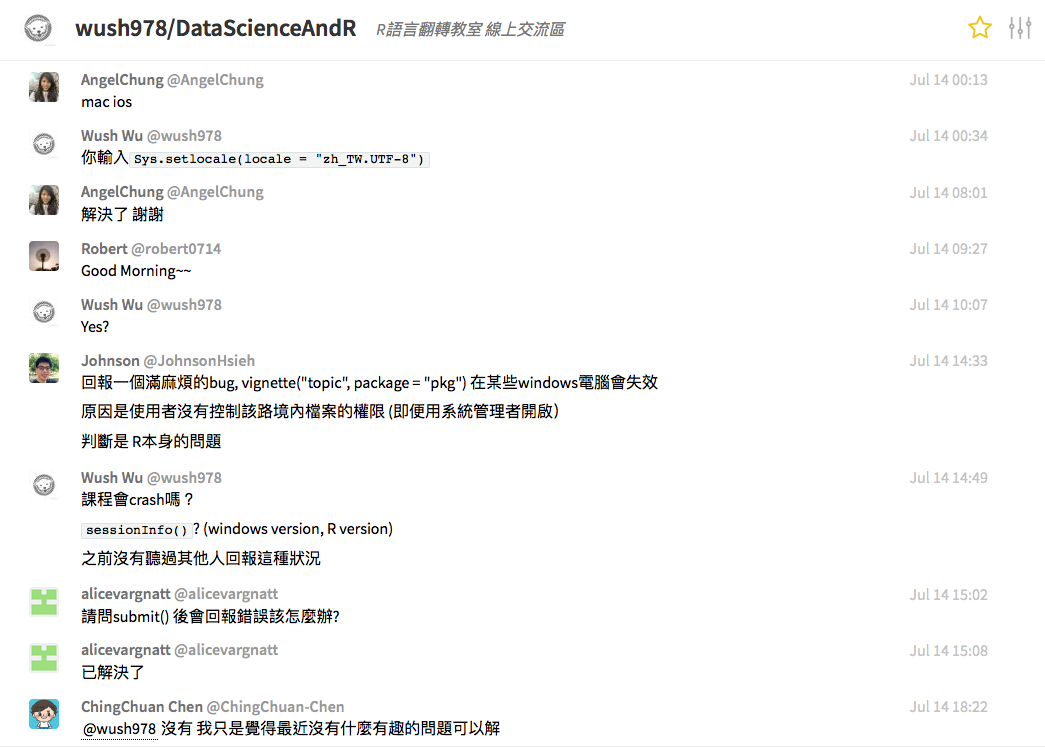 wush978/DataScienceAndR R語言翻轉教室 線上交流區
AngelChung @AngelChung Jul 14 00:13
mac ios
Wush Wu @wush978 Jul 14 00:34
你輸入 Sys.setlocale(locale = "zh_TW.UTF-8")
AngelChung @AngelChung Jul 14 08:01
解決了 謝謝
Robert @robert0714 Jul 14 09:27
Good Morning~~
Wush Wu @wush978 Jul 14 10:07
Yes?
Johnson @JohnsonHsieh Jul 14 14:33
回報一個滿麻煩的bug, vignette("topic", package = "pkg") 在某些windows電腦會失效
原因是使用者沒有控制該路境內檔案的權限 (即便用系統管理者開啟）
判斷是 R本身的問題
Wush Wu @wush978 Jul 14 14:49
課程會crash嗎？
sessionInfo() ? (windows version, R version)
之前沒有聽過其他人回報這種狀況
alicevargnatt @alicevargnatt Jul 14 15:02
請問submit() 後會回報錯誤該怎麼辦?
alicevargnatt @alicevargnatt Jul 14 15:08
已解決了
ChingChuan Chen @ChingChuan-Chen Jul 14 18:22
@wush978 沒有 我只是覺得最近沒有什麼有趣的問題可以解